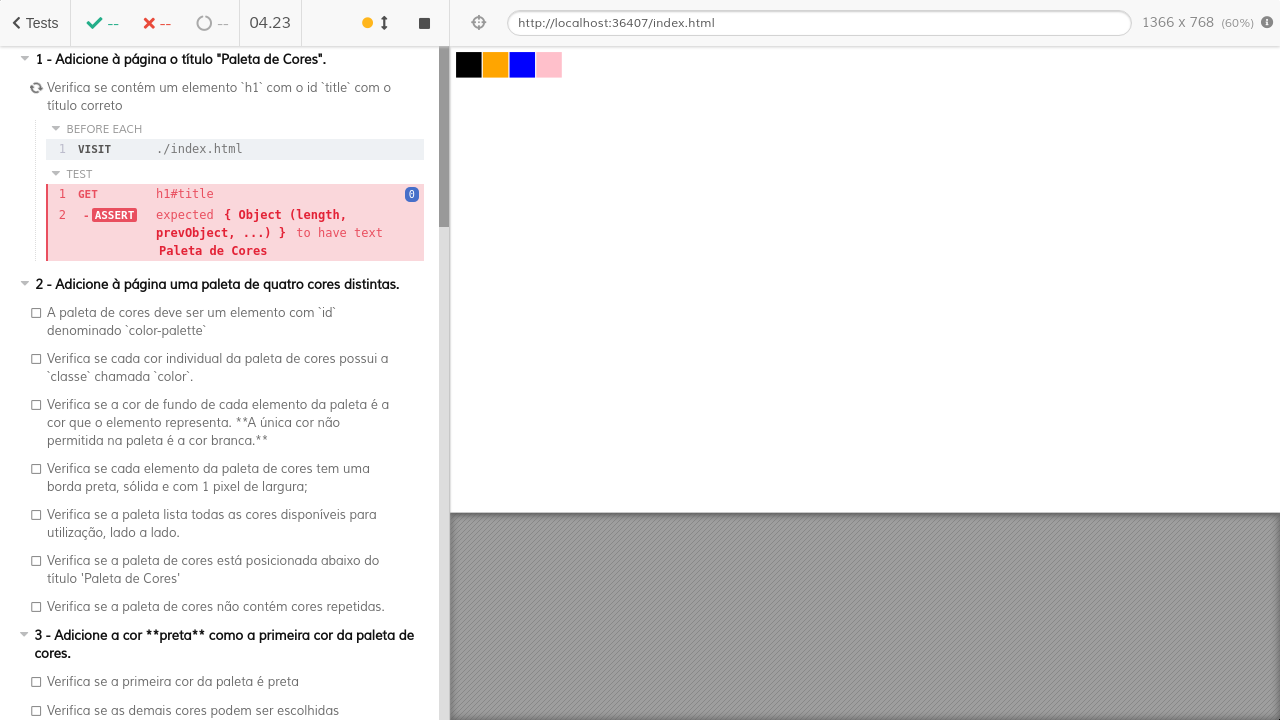 Tests -- -- -- 04.23 http://localhost:36407/index.html 1366 x 768 (60%)
1 - Adicione à página o título "Paleta de Cores".
Verifica se contém um elemento `h1` com o id `title` com o
título correto
BEFORE EACH
1 VISIT ./index.html
TEST
1 GET h1#title 0
2 -ASSERT expected { Object (length,
prevObject, ...) } to have text
Paleta de Cores
2 - Adicione à página uma paleta de quatro cores distintas.
A paleta de cores deve ser um elemento com `id`
denominado `color-palette`
Verifica se cada cor individual da paleta de cores possui a
`classe` chamada `color`.
Verifica se a cor de fundo de cada elemento da paleta é a
cor que o elemento representa. **A única cor não
permitida na paleta é a cor branca.**
Verifica se cada elemento da paleta de cores tem uma
borda preta, sólida e com 1 pixel de largura;
Verifica se a paleta lista todas as cores disponíveis para
utilização, lado a lado.
Verifica se a paleta de cores está posicionada abaixo do
título 'Paleta de Cores'
Verifica se a paleta de cores não contém cores repetidas.
3 - Adicione a cor **preta** como a primeira cor da paleta de
cores.
Verifica se a primeira cor da paleta é preta
Verifica se as demais cores podem ser escolhidas